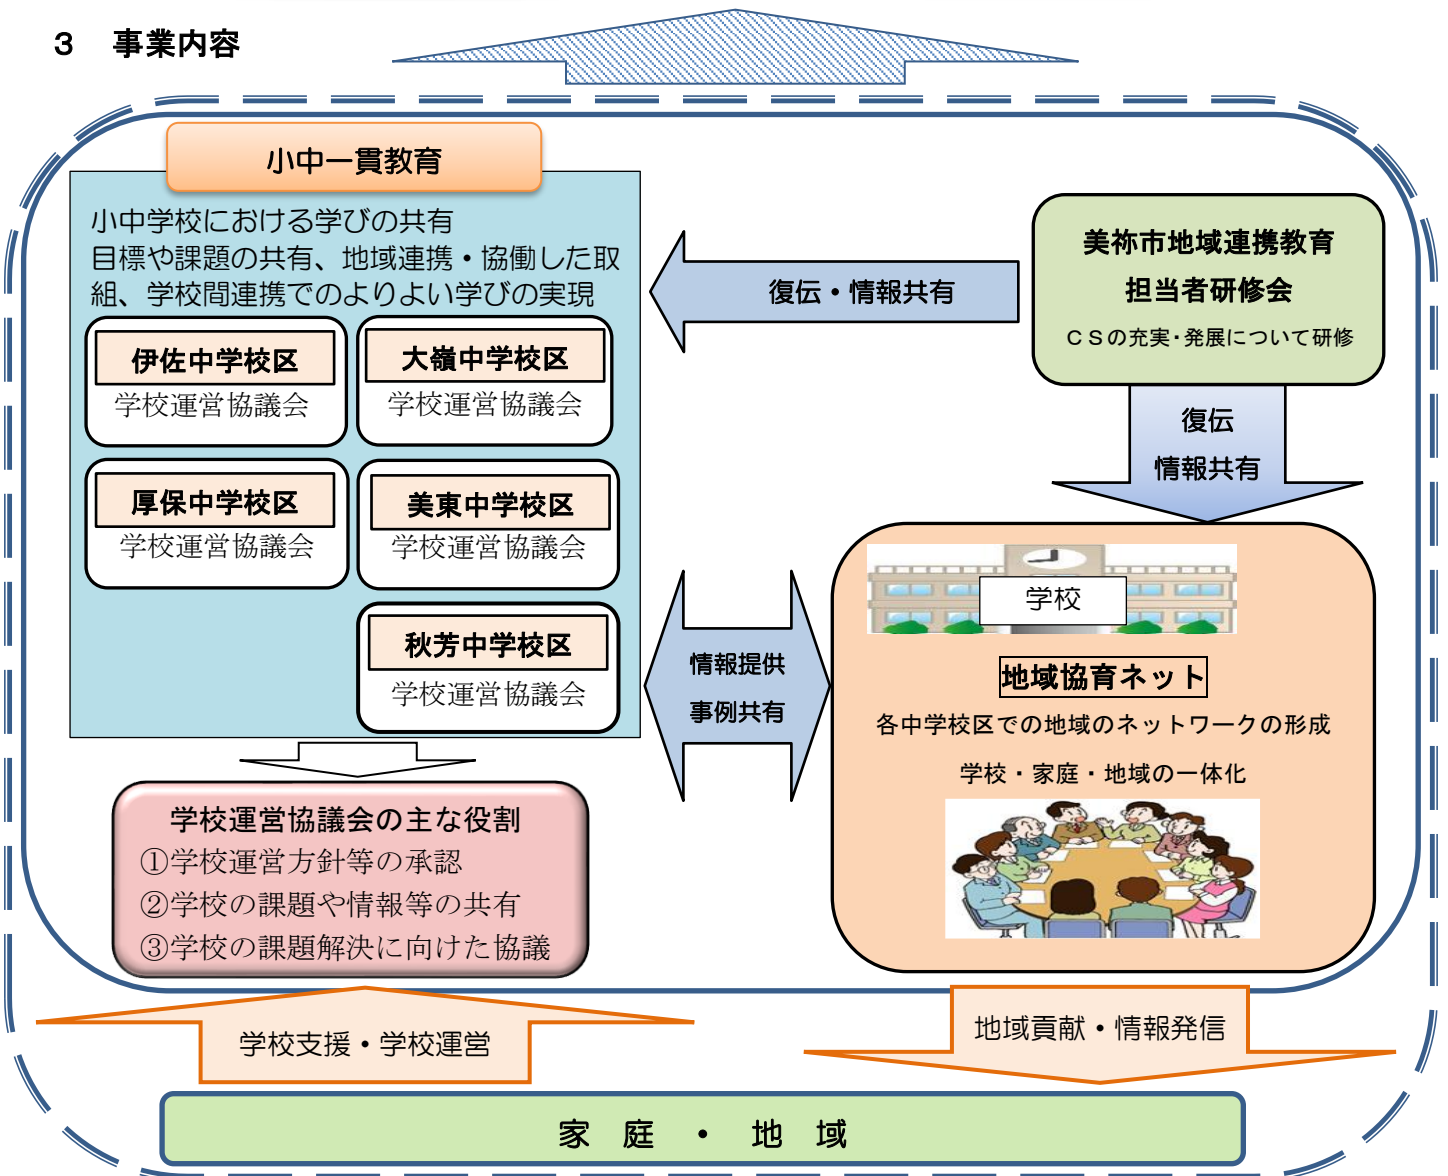 ３　事業内容
小中一貫教育
小中学校における学びの共有
目標や課題の共有、地域連携・協働した取
組、学校間連携でのよりよい学びの実現
伊佐中学校区
学校運営協議会
大嶺中学校区
学校運営協議会
厚保中学校区
学校運営協議会
美東中学校区
学校運営協議会
秋芳中学校区
学校運営協議会
復伝・情報共有
美祢市地域連携教育
担当者研修会
ＣＳの充実・発展について研修
復伝
情報共有
情報提供
事例共有
学校
地域協育ネット
各中学校区での地域のネットワークの形成
学校・家庭・地域の一体化
学校運営協議会の主な役割
①学校運営方針等の承認
②学校の課題や情報等の共有
③学校の課題解決に向けた協議
学校支援・学校運営
地域貢献・情報発信
家　庭　・　地　域